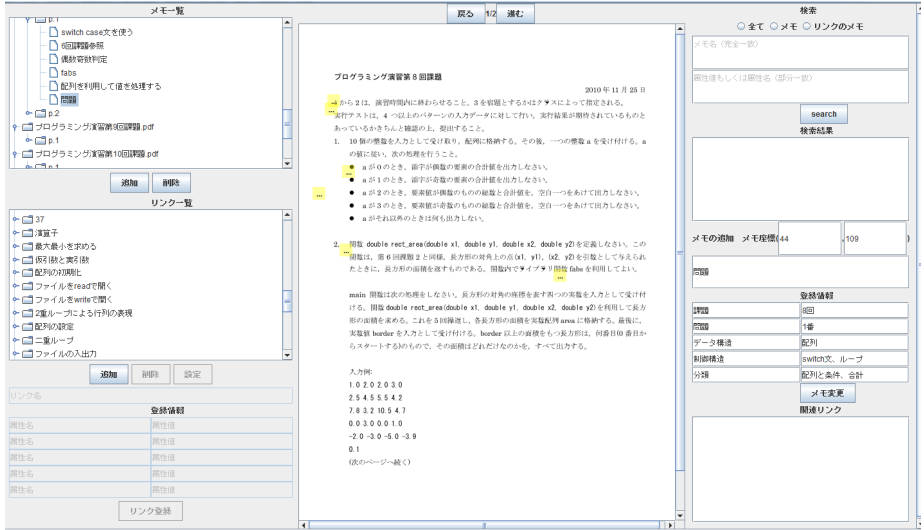 メモ一覧
p.1
switch case文を使う
6回課題参照
偶数奇数判定
fabs
配列を利用して値を処理する
問題
p.2
プログラミング演習第9回課題.pdf
p.1
プログラミング演習第10回課題.pdf
p.1
追加 削除
リンク一覧
37
演算子
最大最小を求める
仮引数と実引数
配列の初期化
ファイルをreadで開く
ファイルをwriteで開く
2重ループによる行列の表現
配列の設定
二重ループ
ファイルの入出力
追加 削除 設定
リンク名
登録情報
属性名 属性値
属性名 属性値
属性名 属性値
属性名 属性値
属性名 属性値
リンク登録
戻る 1/2 進む
プログラミング演習第8回課題
2010年11月25日
から2は、演習時間内に終わらせること。3を宿題とするかはクラスによって指定される。
実行テストは、4つ以上のパターンの入力データに対して行い、実行結果が期待されているものと
あっているかきちんと確認の上、提出すること。
1. 10個の整数を入力として受け取り、配列に格納する。その後、一つの整数aを受け付ける。a
の値に従い、次の処理を行うこと。
● aが0のとき、添字が偶数の要素の合計値を出力しなさい。
● aが1のとき、添字が奇数の要素の合計値を出力しなさい。
● aが2のとき、要素値が偶数のものの総数と合計値を、空白一つをあけて出力しなさい。
● aが3のとき、要素値が奇数のものの総数と合計値を、空白一つをあけて出力しなさい。
● aがそれ以外のときは何も出力しない。
2. 関数 double rect_area(double x1, double y1, double x2, double y2)を定義しなさい。この
関数は、第6回課題2と同様、長方形の対角上の点(x1, y1), (x2, y2)を引数として与えられ
たときに、長方形の面積を返すものである。関数内でライブラリ関数 fabs を利用してよい。
main 関数は次の処理をしなさい。長方形の対角の座標を表す四つの実数を入力として受け付
ける。関数 double rect_area(double x1, double y1, double x2, double y2)を利用して長方
形の面積を求める。これを5回繰返し、各長方形の面積を実数配列 area に格納する。最後に、
実数値 border を入力として受け付ける。border 以上の面積をもつ長方形は、何番目(0番目か
らスタートする)のもので、その面積はどれだけなのかを、すべて出力する。
入力例:
1.0 2.0 2.0 3.0
2.5 4.5 5.5 4.2
7.8 3.2 10.5 4.7
0.0 3.0 0.0 1.0
-2.0 -3.0 -5.0 -3.9
0.1
(次のページへ続く)
検索
全て メモ リンクのメモ
メモ名（完全一致）
属性値もしくは属性名（部分一致）
search
検索結果
メモの追加 メモ座標( 44 , 109 )
問題
登録情報
課題 8回
問題 1番
データ構造 配列
制御構造 switch文、ループ
分類 配列と条件、合計
メモ変更
関連リンク